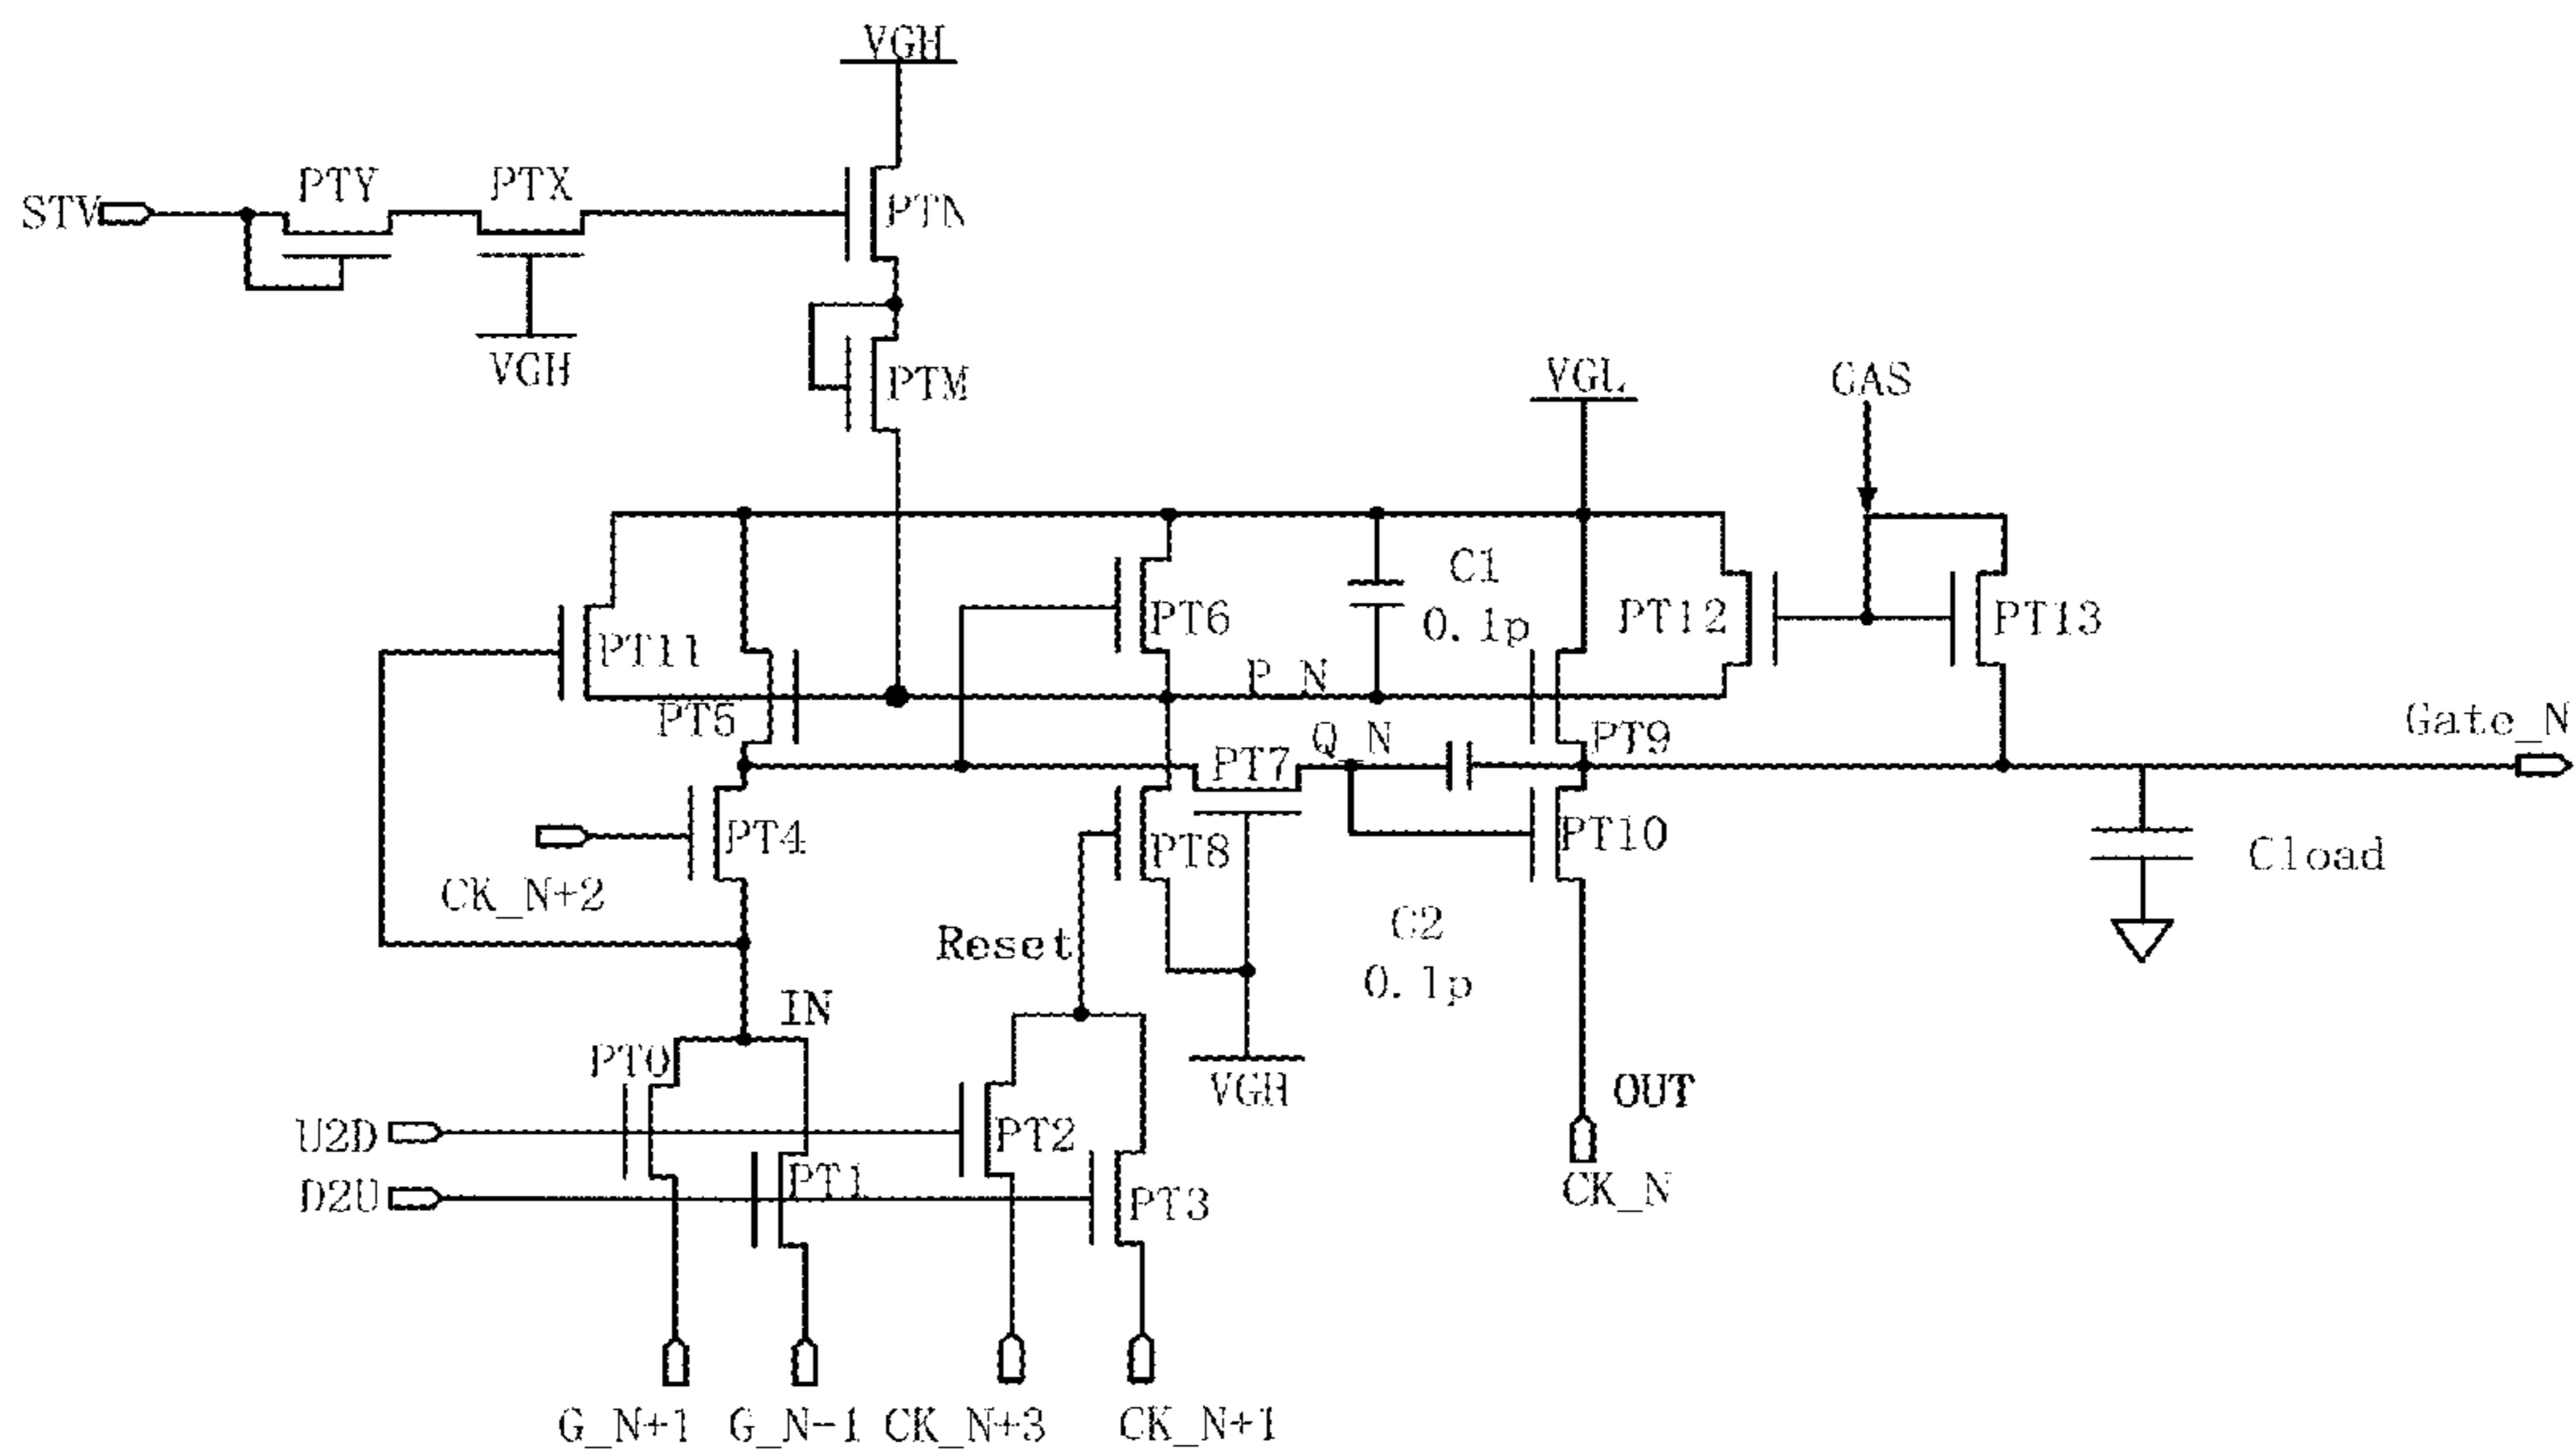 VGH
PTY
PTX
STV
PTN
VGH
PTM
VGL
GAS
C1
0.1p
PT6
PT12
PT13
PT11
P_N
PT5
Q_N
PT9
Gate_N
PT7
PT4
PT8
PT10
Cload
CK_N+2
C2
0.1p
Reset
IN
PT0
VGH
OUT
U2D
PT2
D2U
PT1
PT3
CK_N
G_N+1
G_N-1
CK_N+3
CK_N+1